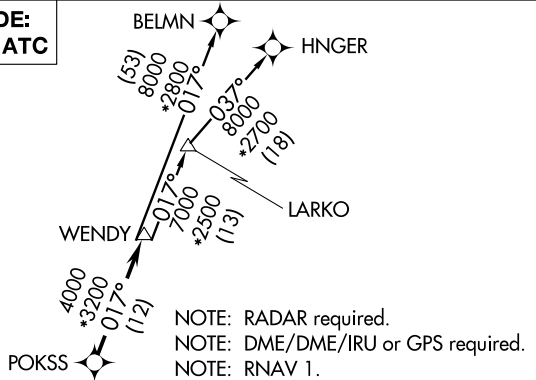 DE:
ATC
BELMN
HNGER
(53)
8000
*2800
017°
037°
8000
*2700
(18)
LARKO
017°
7000
*2500
(13)
WENDY
4000
*3200
017°
(12)
POKSS
NOTE: RADAR required.
NOTE: DME/DME/IRU or GPS required.
NOTE: RNAV 1.